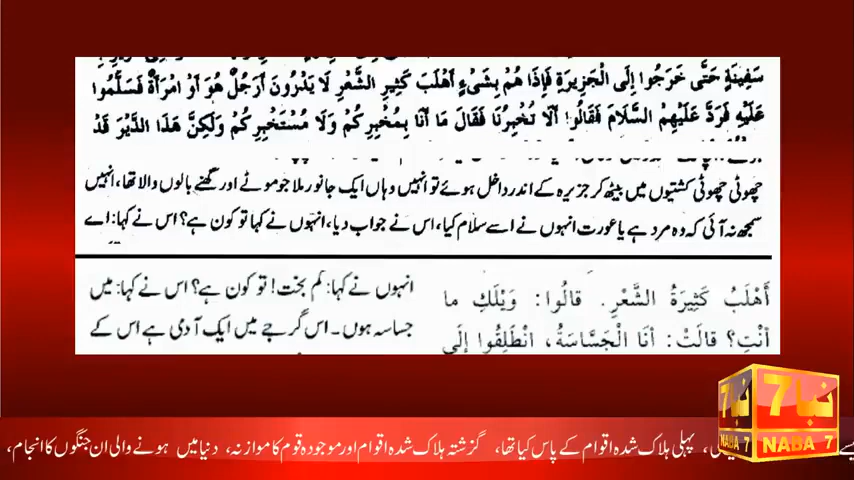 سَفِينَةٍ حَتَّى خَرَجُوا إِلَى الْجَزِيرَةِ فَإِذَا هُمْ بِشَىْءٍ أَهْلَبَ كَثِيرِ الشَّعْرِ لَا يَدْرُونَ أَرَجُلٌ هُوَ أَوْ امْرَأَةٌ فَسَلَّمُوا
عَلَيْهِ فَرَدَّ عَلَيْهِمُ السَّلَامَ فَقَالُوا أَلَا تُخْبِرُنَا فَقَالَ مَا أَنَا بِمُخْبِرِكُمْ وَلَا مُسْتَخْبِرِكُمْ وَلَكِنَّ هَذَا الدَّيْرَ قَدْ
چھوٹی چھوٹی کشتیوں میں بیٹھ کر جزیرہ کے اندر داخل ہوئے تو انہیں وہاں ایک جانور ملا جو موٹے اور گھنے بالوں والا تھا، انہیں
سمجھ نہ آئی کہ وہ مرد ہے یا عورت انہوں نے اسے سلام کیا، اس نے جواب دیا، انہوں نے کہا تو کون ہے؟ اس نے کہا: اے
أَهْلَبُ كَثِيرَةُ الشَّعْرِ. قَالُوا: وَيْلَكِ مَا
أَنْتِ؟ قَالَتْ: أَنَا الْجَسَّاسَةُ، انْطَلِقُوا إِلَى
انہوں نے کہا: کم بخت! تو کون ہے؟ اس نے کہا: میں
جساسہ ہوں۔ اس گرجے میں ایک آدمی ہے اس کے
نبا 7
7
NABA 7
NABA 7
، پہلی ہلاک شدہ اقوام کے پاس کیا تھا، گزشتہ ہلاک شدہ اقوام اور موجودہ قوم کا موازنہ، دنیا میں ہونے والی ان جنگوں کا انجام،